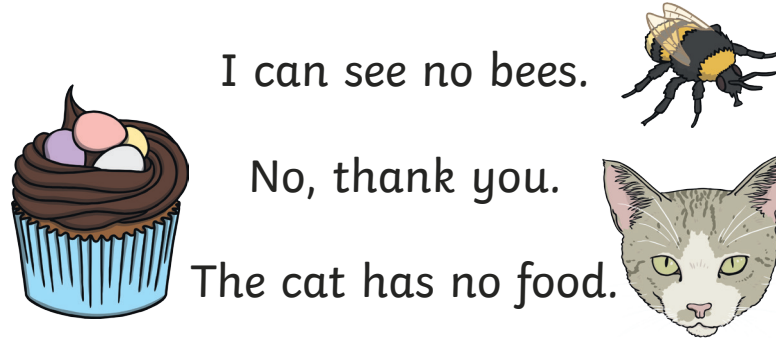 I can see no bees.
No, thank you.
The cat has no food.